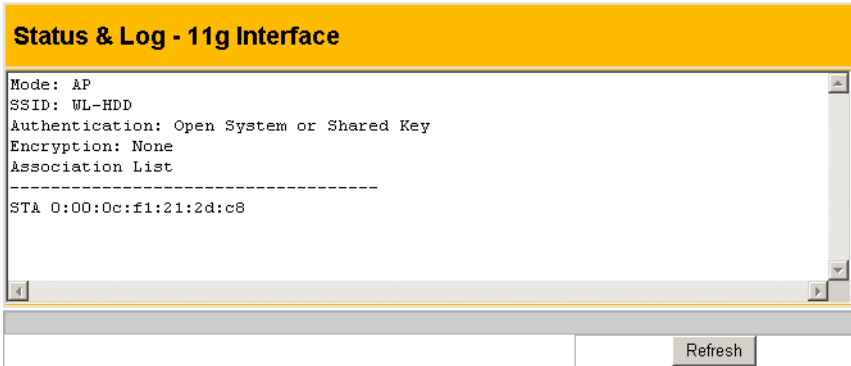 Status & Log - 11g Interface
Mode: AP
SSID: WL-HDD
Authentication: Open System or Shared Key
Encryption: None
Association List
------------------------------------
STA 0:00:0c:f1:21:2d:c8
Refresh